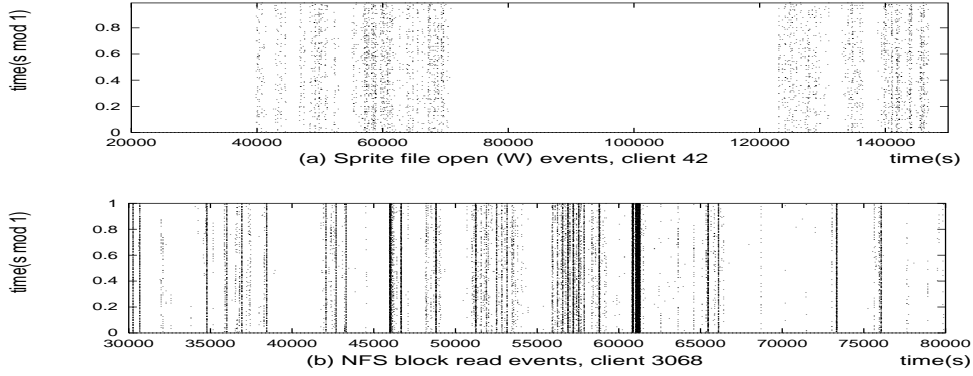 time(s mod 1)
0.8
0.6
0.4
0.2
0
20000 40000 60000 80000 100000 120000 140000
(a) Sprite file open (W) events, client 42 time(s)
time(s mod 1)
1
0.8
0.6
0.4
0.2
0
30000 35000 40000 45000 50000 55000 60000 65000 70000 75000 80000
(b) NFS block read events, client 3068 time(s)